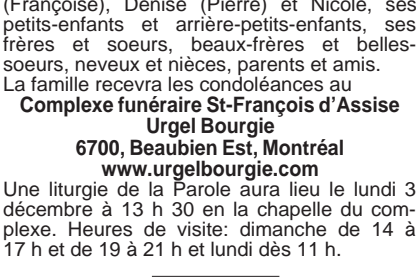 (Françoise), Denise (Pierre) et Nicole, ses
petits-enfants et arrière-petits-enfants, ses
frères et soeurs, beaux-frères et belles-
soeurs, neveux et nièces, parents et amis.
La famille recevra les condoléances au
Complexe funéraire St-François d'Assise
Urgel Bourgie
6700, Beaubien Est, Montréal
www.urgelbourgie.com
Une liturgie de la Parole aura lieu le lundi 3
décembre à 13 h 30 en la chapelle du com-
plexe. Heures de visite: dimanche de 14 à
17 h et de 19 à 21 h et lundi dès 11 h.